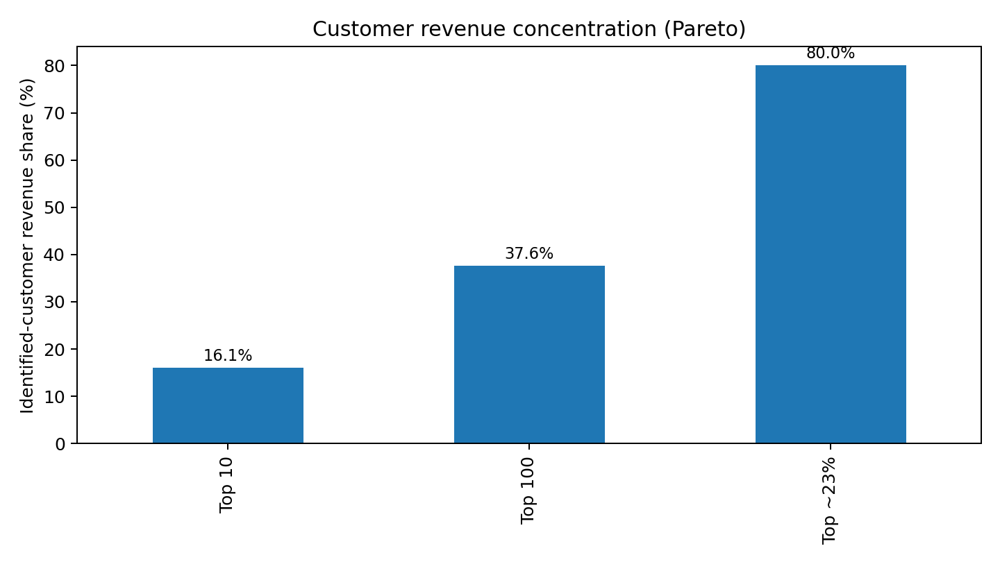 Customer revenue concentration (Pareto)
Identified-customer revenue share (%)
80
70
60
50
40
30
20
10
0
16.1%
37.6%
80.0%
Top 10
Top 100
Top ~23%